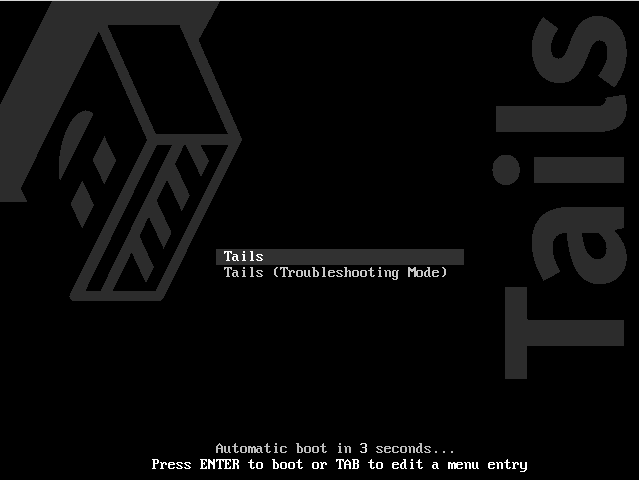 Tails
Tails
Tails (Troubleshooting Mode)
Automatic boot in 3 seconds...
Press ENTER to boot or TAB to edit a menu entry